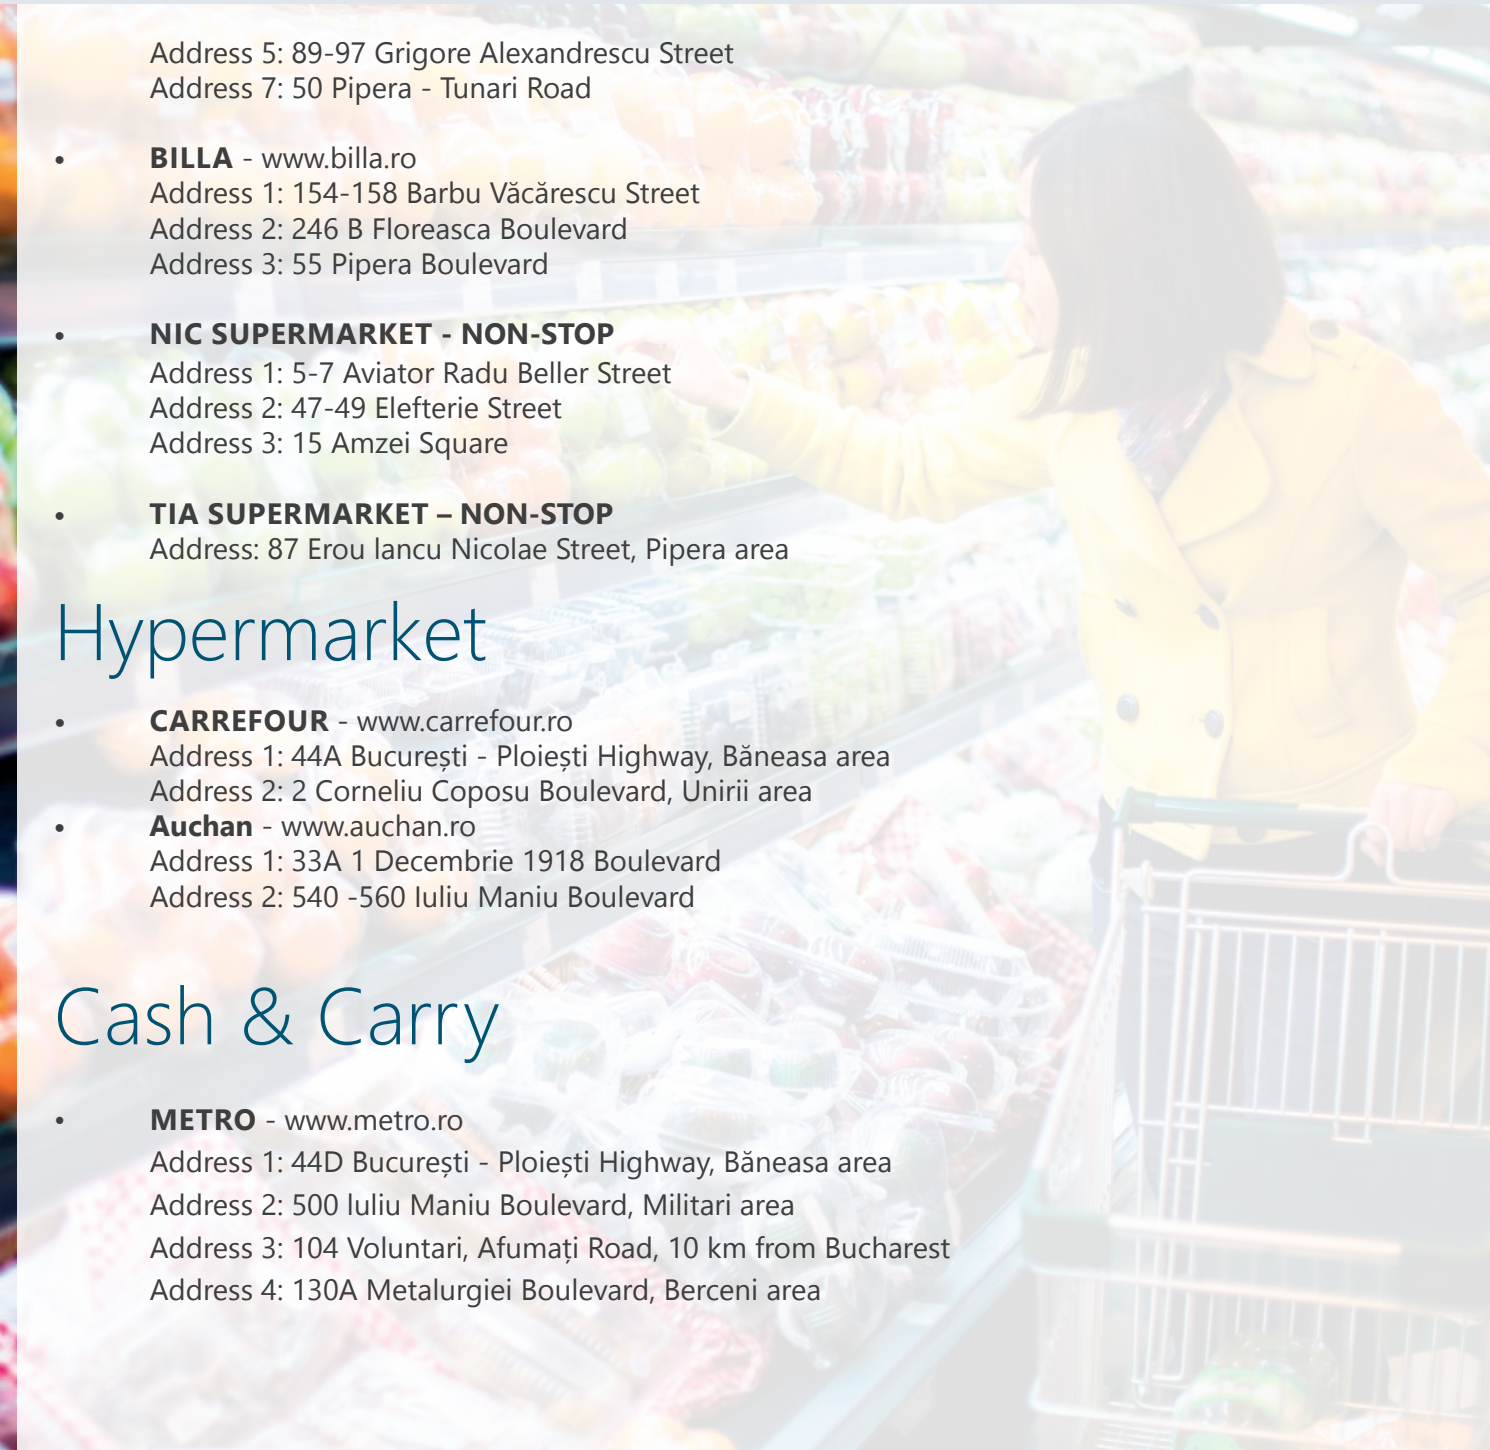 Address 5: 89-97 Grigore Alexandrescu Street
Address 7: 50 Pipera - Tunari Road
• BILLA - www.billa.ro
Address 1: 154-158 Barbu Văcărescu Street
Address 2: 246 B Floreasca Boulevard
Address 3: 55 Pipera Boulevard
• NIC SUPERMARKET - NON-STOP
Address 1: 5-7 Aviator Radu Beller Street
Address 2: 47-49 Elefterie Street
Address 3: 15 Amzei Square
• TIA SUPERMARKET – NON-STOP
Address: 87 Erou Iancu Nicolae Street, Pipera area
Hypermarket
• CARREFOUR - www.carrefour.ro
Address 1: 44A București - Ploiești Highway, Băneasa area
Address 2: 2 Corneliu Coposu Boulevard, Unirii area
• Auchan - www.auchan.ro
Address 1: 33A 1 Decembrie 1918 Boulevard
Address 2: 540 -560 Iuliu Maniu Boulevard
Cash & Carry
• METRO - www.metro.ro
Address 1: 44D București - Ploiești Highway, Băneasa area
Address 2: 500 Iuliu Maniu Boulevard, Militari area
Address 3: 104 Voluntari, Afumați Road, 10 km from Bucharest
Address 4: 130A Metalurgiei Boulevard, Berceni area